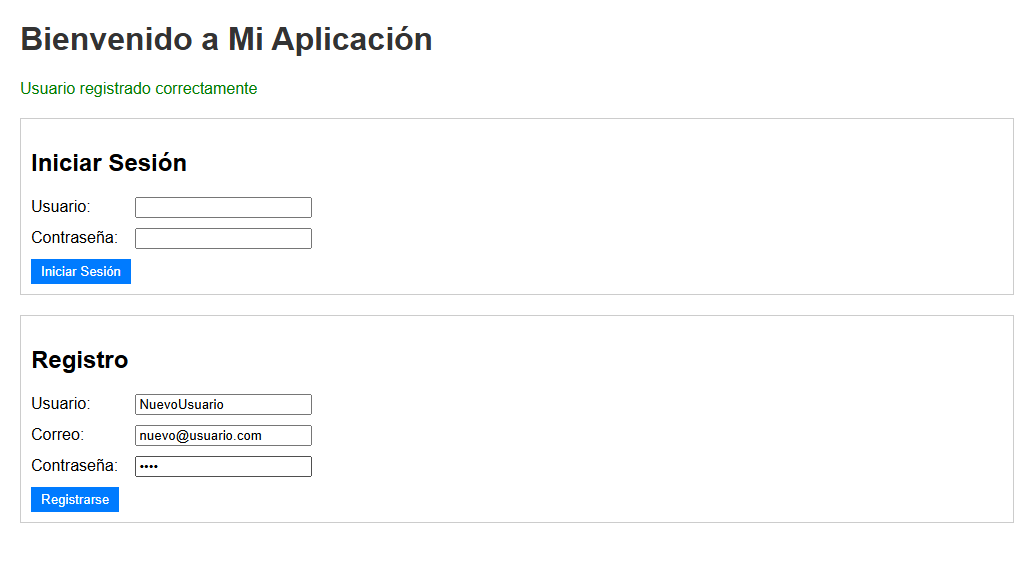 Bienvenido a Mi Aplicación
Usuario registrado correctamente
Iniciar Sesión
Usuario:
Contraseña:
Iniciar Sesión
Registro
Usuario: NuevoUsuario
Correo: nuevo@usuario.com
Contraseña: ••••
Registrarse